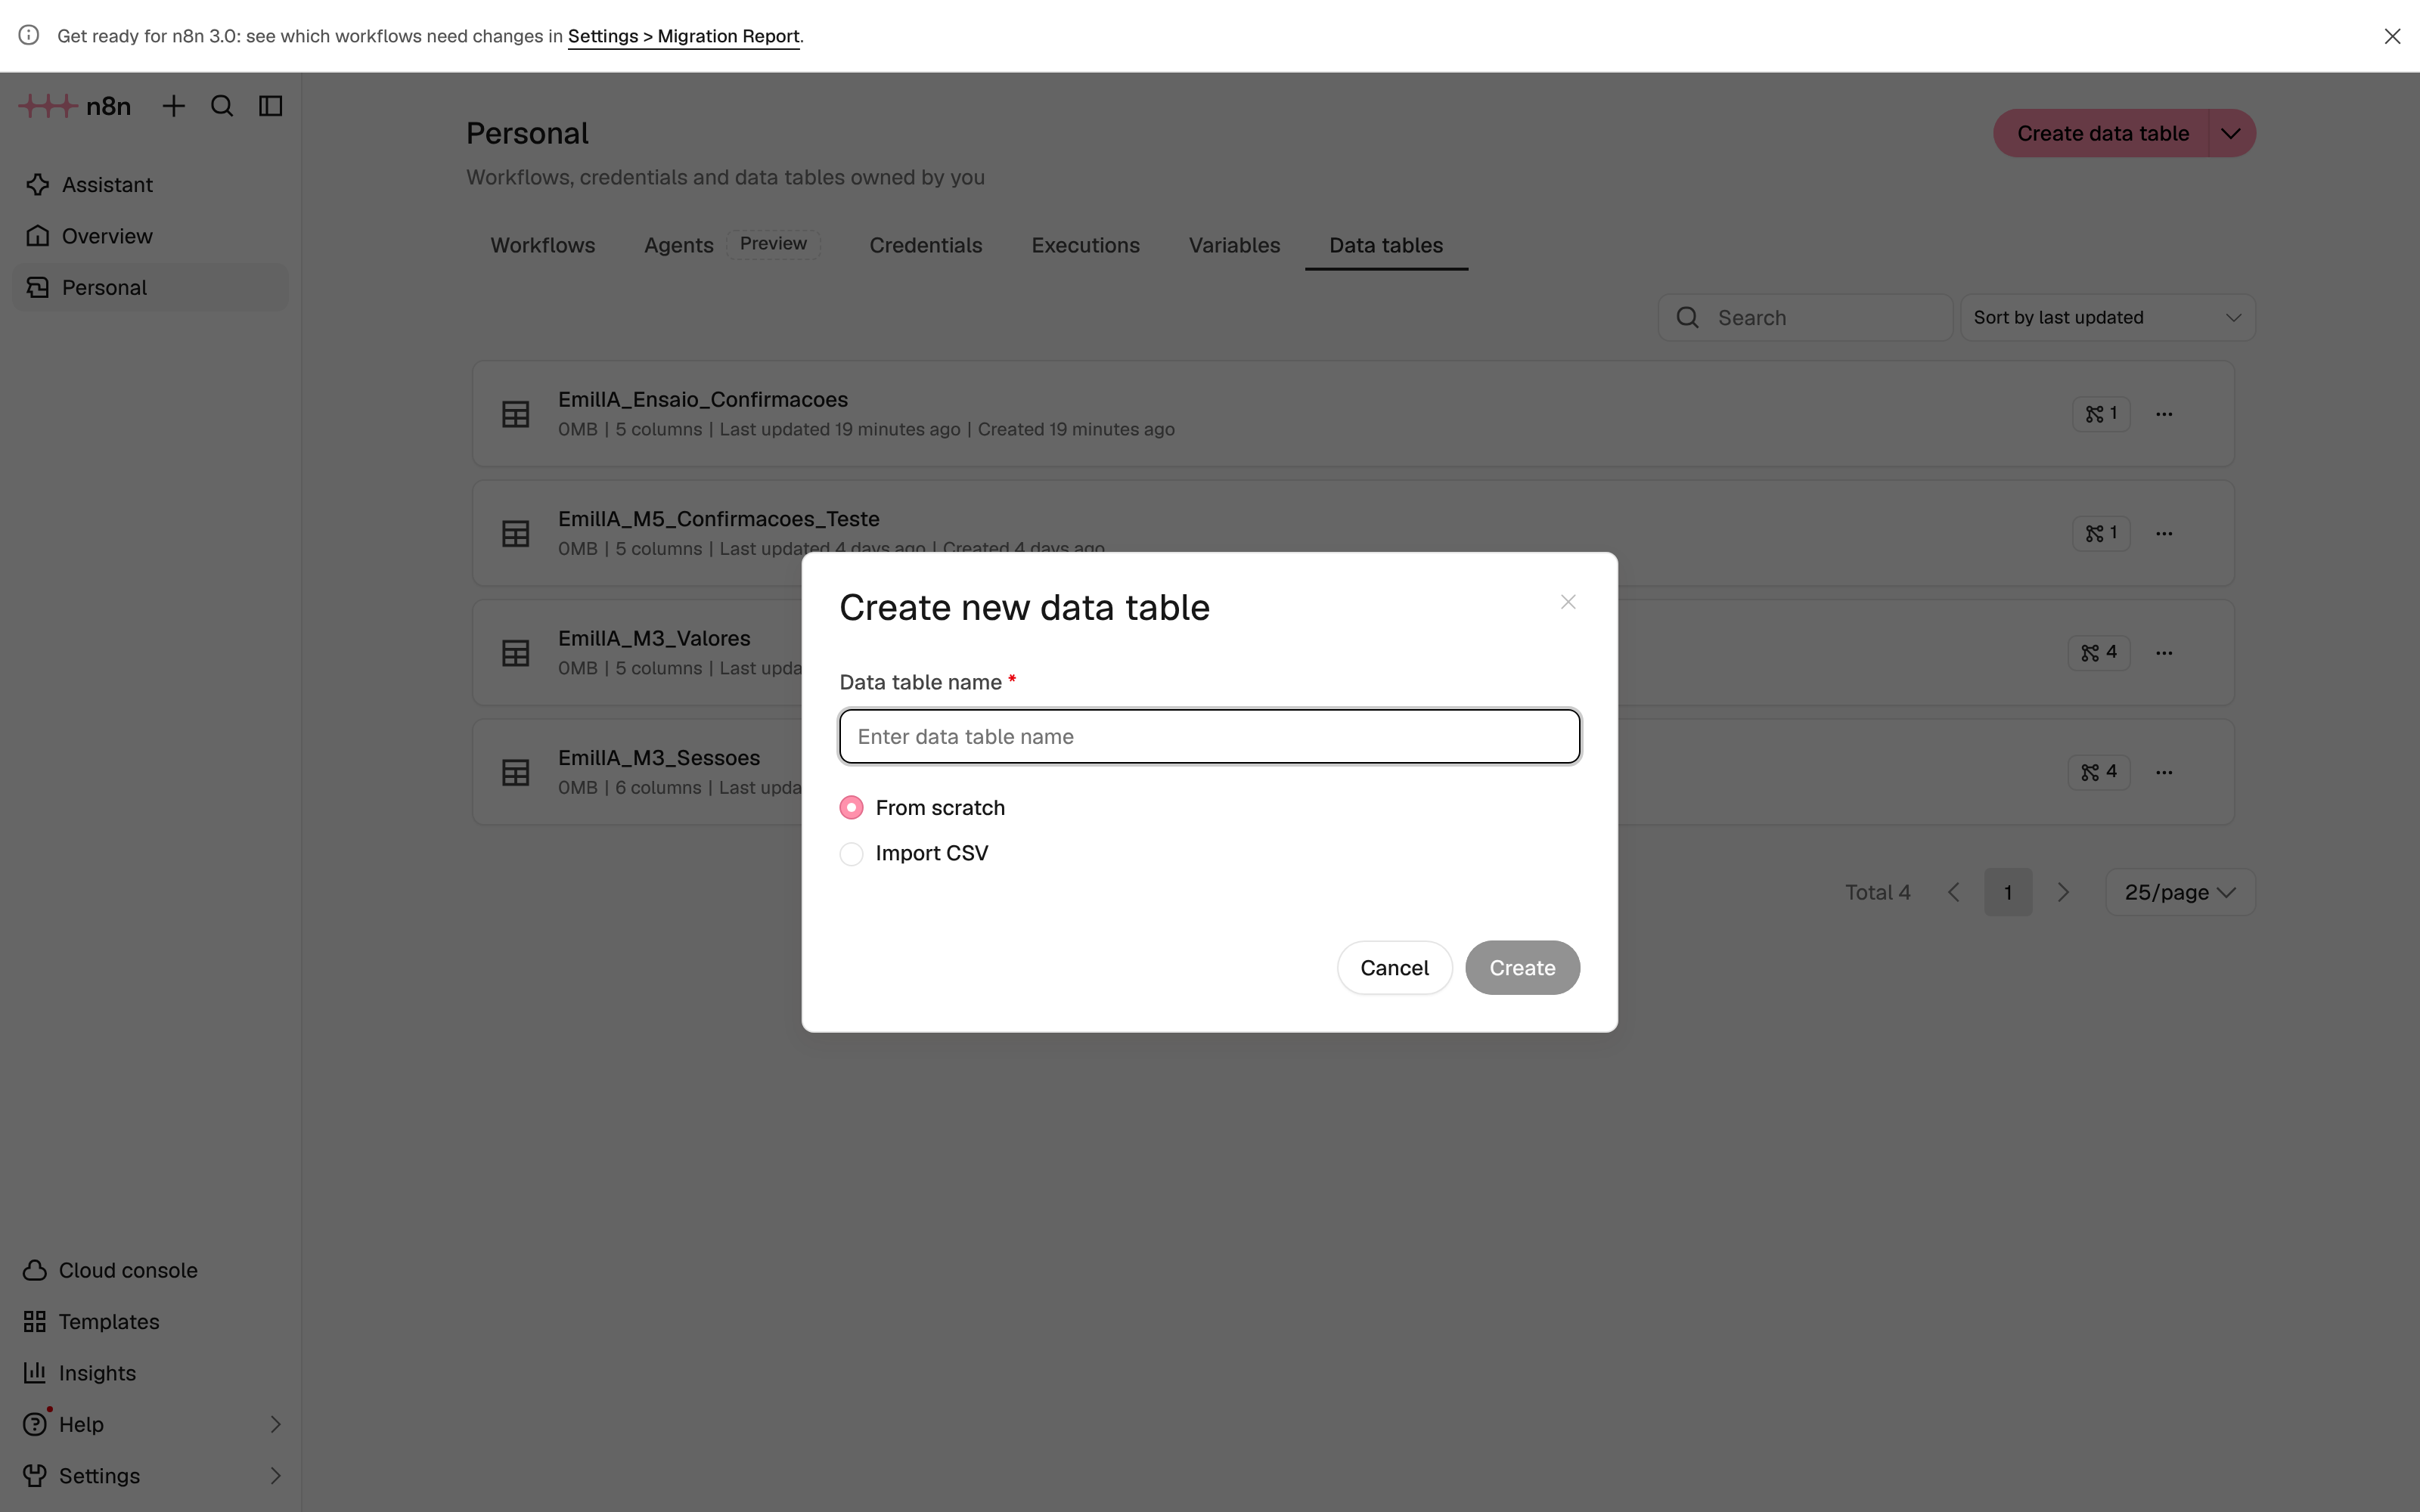 Get ready for n8n 3.0: see which workflows need changes in Settings > Migration Report.
n8n
Assistant
Overview
Personal
Personal
Workflows, credentials and data tables owned by you
Create data table
Workflows
Agents
Preview
Credentials
Executions
Variables
Data tables
Search
Sort by last updated
EmilIA_Ensaio_Confirmacoes
0MB | 5 columns | Last updated 19 minutes ago | Created 19 minutes ago
1
EmilIA_M5_Confirmacoes_Teste
0MB | 5 columns | Last updated 4 days ago | Created 4 days ago
1
EmilIA_M3_Valores
0MB | 5 columns | Last upda
4
EmilIA_M3_Sessoes
0MB | 6 columns | Last upda
4
Total 4
1
25/page
Create new data table
Data table name *
Enter data table name
From scratch
Import CSV
Cancel
Create
Cloud console
Templates
Insights
Help
Settings